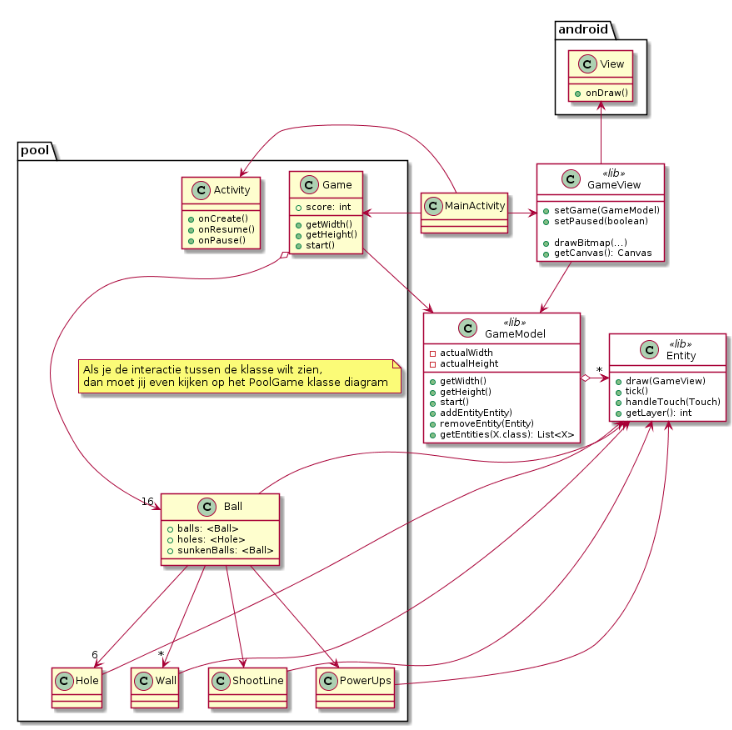 android
C View
onDraw()
pool
C Activity
onCreate()
onResume()
onPause()
C Game
score: int
getWidth()
getHeight()
start()
C MainActivity
«lib»
C GameView
setGame(GameModel)
setPaused(boolean)
drawBitmap(...)
getCanvas(): Canvas
«lib»
C GameModel
actualWidth
actualHeight
getWidth()
getHeight()
start()
addEntityEntity)
removeEntity(Entity)
getEntities(X.class): List<X>
*
«lib»
C Entity
draw(GameView)
tick()
handleTouch(Touch)
getLayer(): int
Als je de interactie tussen de klasse wilt zien,
dan moet jij even kijken op het PoolGame klasse diagram
16
C Ball
balls: <Ball>
holes: <Hole>
sunkenBalls: <Ball>
6
*
C Hole
C Wall
C ShootLine
C PowerUps